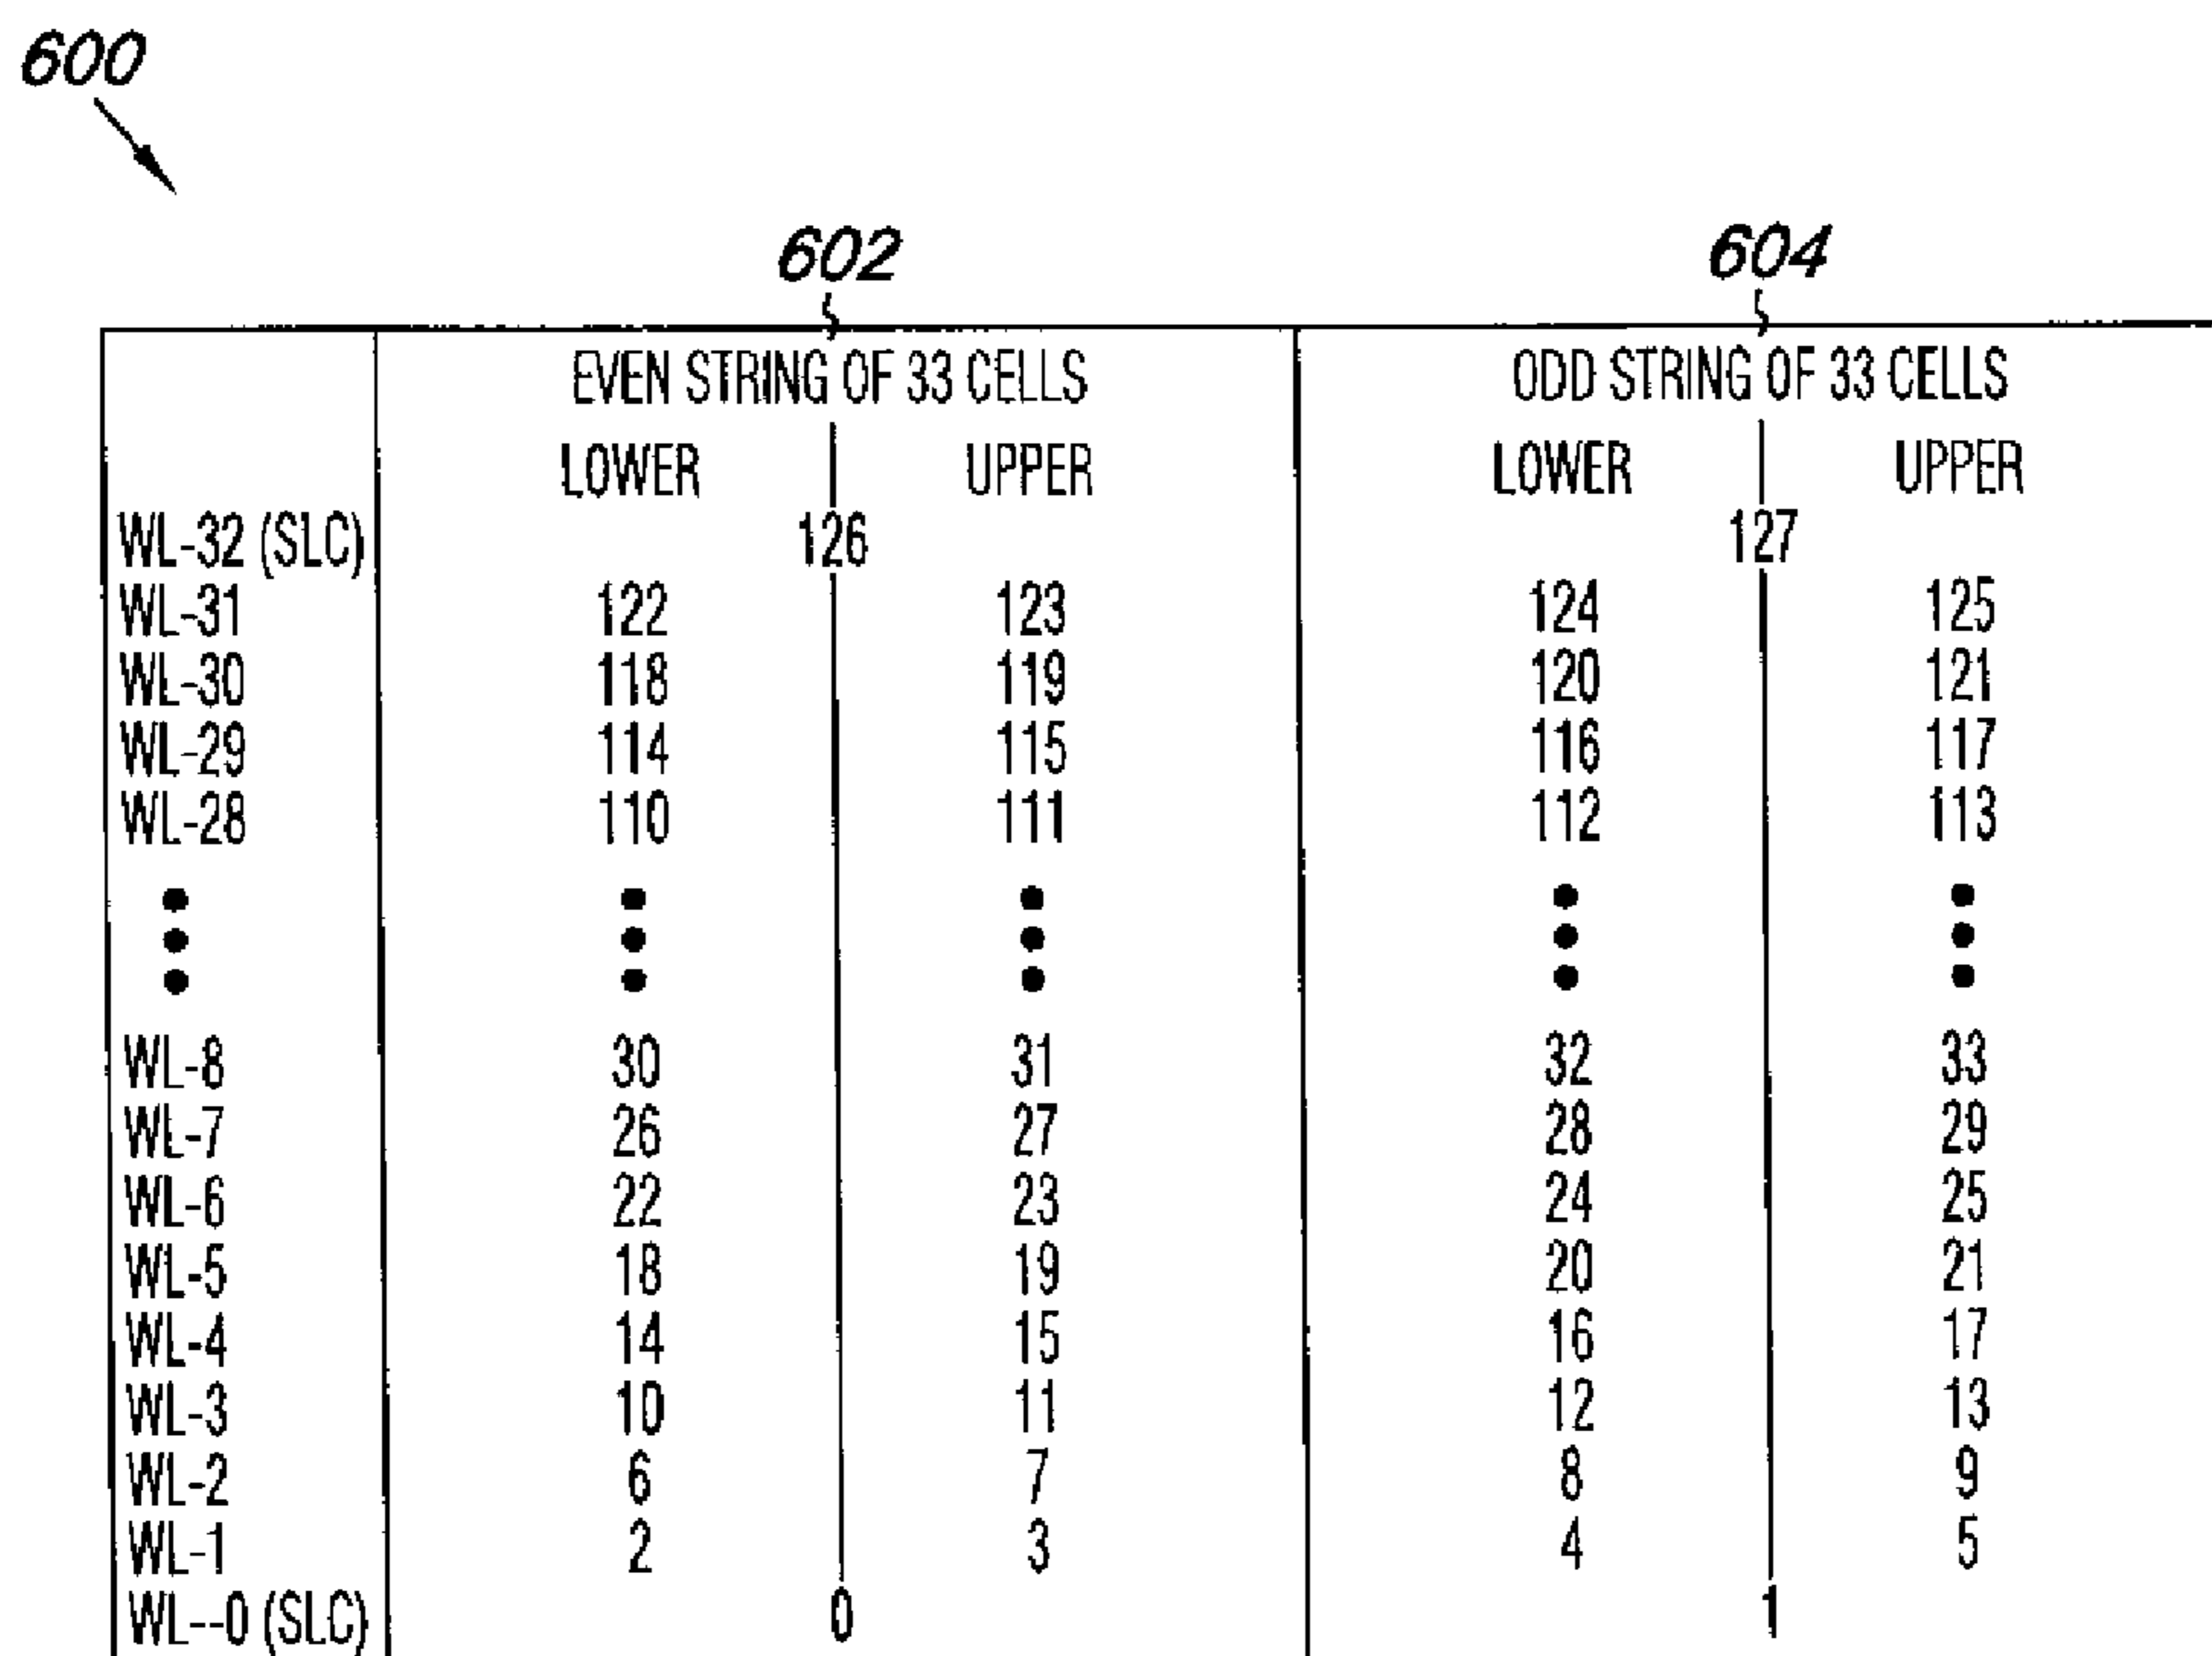 600
602 604
EVEN STRING OF 33 CELLS ODD STRING OF 33 CELLS
LOWER UPPER LOWER UPPER
WL-32 (SLC) 126 127
WL-31 122 123 124 125
WL-30 118 119 120 121
WL-29 114 115 116 117
WL-28 110 111 112 113
WL-8 30 31 32 33
WL-7 26 27 28 29
WL-6 22 23 24 25
WL-5 18 19 20 21
WL-4 14 15 16 17
WL-3 10 11 12 13
WL-2 6 7 8 9
WL-1 2 3 4 5
WL--0 (SLC) 0 1